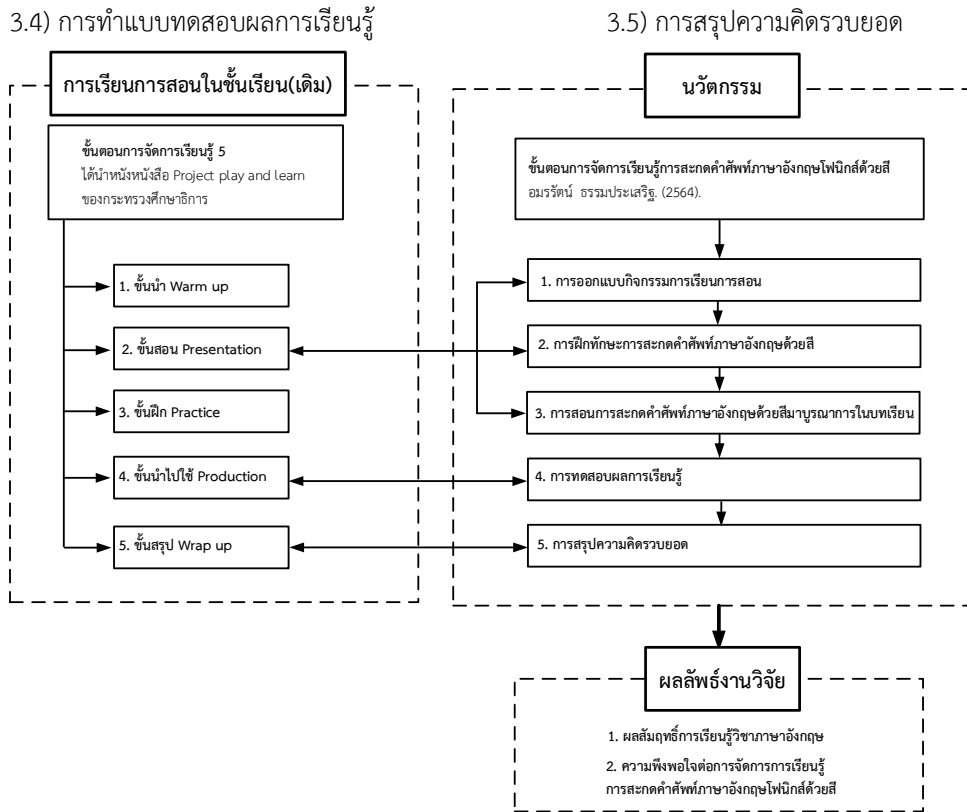 3.4) การทำแบบทดสอบผลการเรียนรู้
3.5) การสรุปความคิดรวบยอด
การเรียนการสอนในชั้นเรียน(เดิม)
ขั้นตอนการจัดการเรียนรู้ 5
ได้นำหนังหนังสือ Project play and learn
ของกระทรวงศึกษาธิการ
1. ขั้นนำ Warm up
2. ขั้นสอน Presentation
3. ขั้นฝึก Practice
4. ขั้นนำไปใช้ Production
5. ขั้นสรุป Wrap up
นวัตกรรม
ขั้นตอนการจัดการเรียนรู้การสะกดคำศัพท์ภาษาอังกฤษโฟนิกส์ด้วยสี
อมรรัตน์ ธรรมประเสริฐ. (2564).
1. การออกแบบกิจกรรมการเรียนการสอน
2. การฝึกทักษะการสะกดคำศัพท์ภาษาอังกฤษด้วยสี
3. การสอนการสะกดคำศัพท์ภาษาอังกฤษด้วยสีมาบูรณาการในบทเรียน
4. การทดสอบผลการเรียนรู้
5. การสรุปความคิดรวบยอด
ผลลัพธ์งานวิจัย
1. ผลสัมฤทธิ์การเรียนรู้วิชาภาษาอังกฤษ
2. ความพึงพอใจต่อการจัดการการเรียนรู้
การสะกดคำศัพท์ภาษาอังกฤษโฟนิกส์ด้วยสี